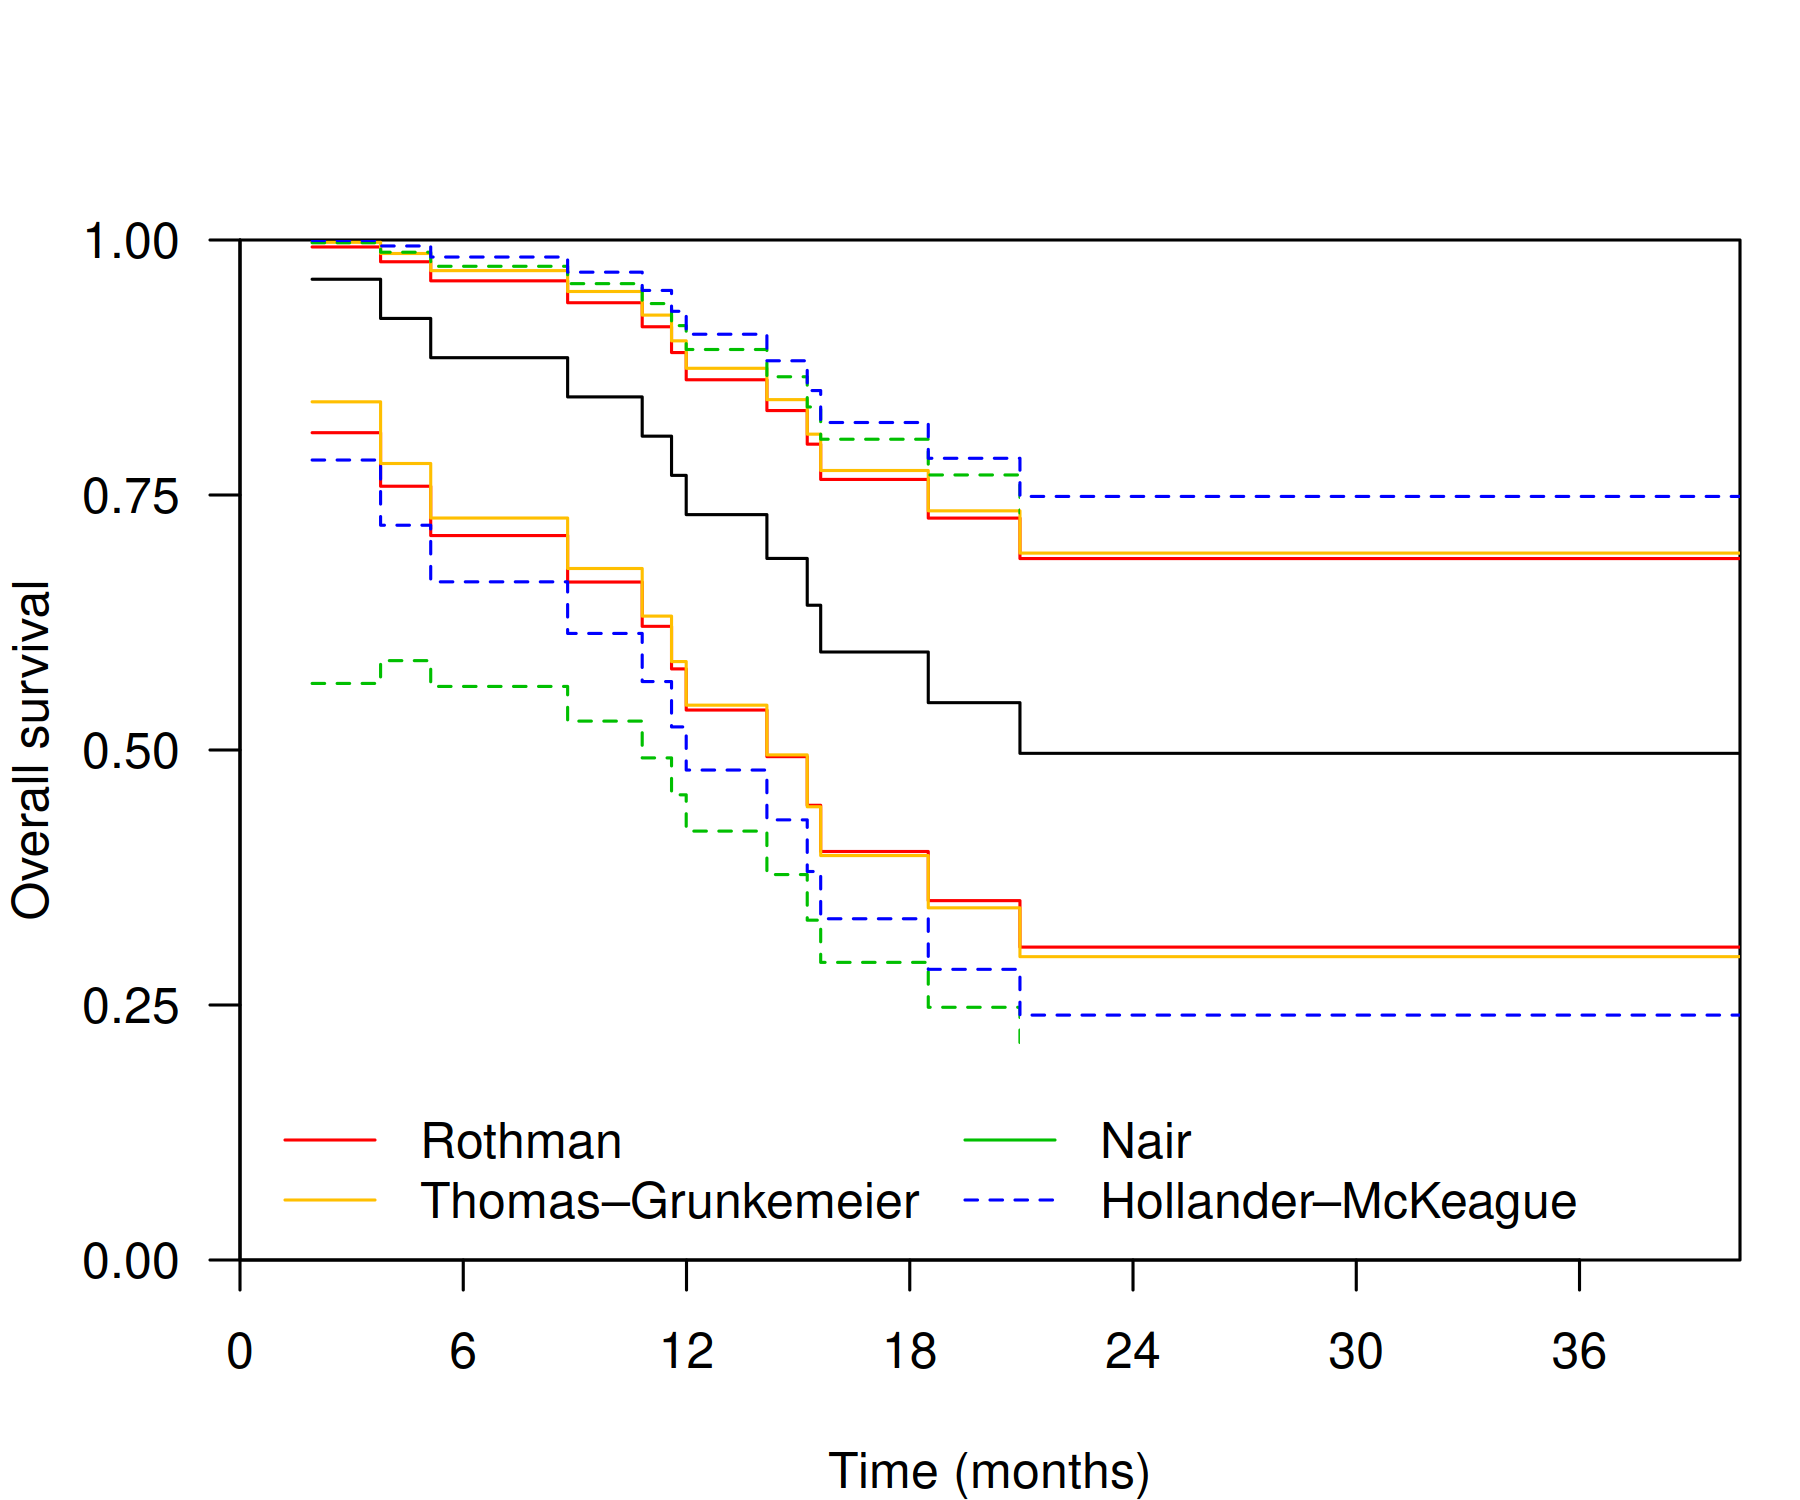 1.00
0.75
0.50
0.25
0.00
Overall survival
Rothman
Thomas–Grunkemeier
Nair
Hollander–McKeague
0 6 12 18 24 30 36
Time (months)